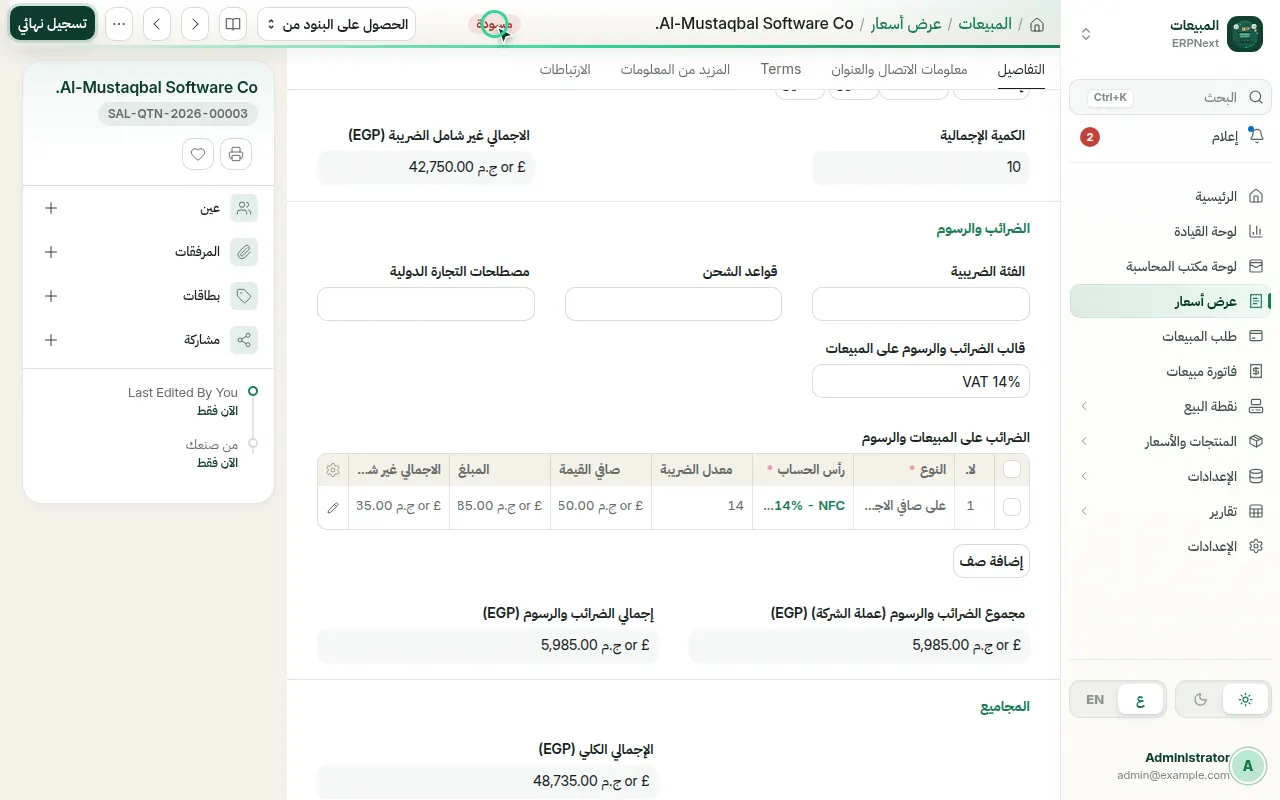 المبيعات
ERPNext
البحث
Ctrl+K
إعلام
2
الرئيسية
لوحة القيادة
لوحة مكتب المحاسبة
عرض أسعار
طلب المبيعات
فاتورة مبيعات
نقطة البيع
المنتجات والأسعار
الإعدادات
تقارير
الإعدادات
ع
EN
Administrator
admin@example.com
A
المبيعات / عرض أسعار / Al-Mustaqbal Software Co.
مسودة
الحصول على البنود من
تسجيل نهائي
التفاصيل
معلومات الاتصال والعنوان
Terms
المزيد من المعلومات
الارتباطات
الكمية الإجمالية
10
الاجمالي غير شامل الضريبة (EGP)
£ or ج.م 42,750.00
الضرائب والرسوم
الفئة الضريبية
قواعد الشحن
مصطلحات التجارة الدولية
قالب الضرائب والرسوم على المبيعات
VAT 14%
الضرائب على المبيعات والرسوم
لا. النوع * رأس الحساب * معدل الضريبة صافي القيمة المبلغ الاجمالي غير شـ...
1 على صافي الاجـ... 14% - NFC... 14 £ or ج.م 50.00 £ or ج.م 85.00 £ or ج.م 35.00
إضافة صف
مجموع الضرائب والرسوم (عملة الشركة) (EGP)
£ or ج.م 5,985.00
إجمالي الضرائب والرسوم (EGP)
£ or ج.م 5,985.00
المجاميع
الإجمالي الكلي (EGP)
£ or ج.م 48,735.00
Al-Mustaqbal Software Co.
SAL-QTN-2026-00003
عين
المرفقات
بطاقات
مشاركة
Last Edited By You
الآن فقط
من صنعك
الآن فقط